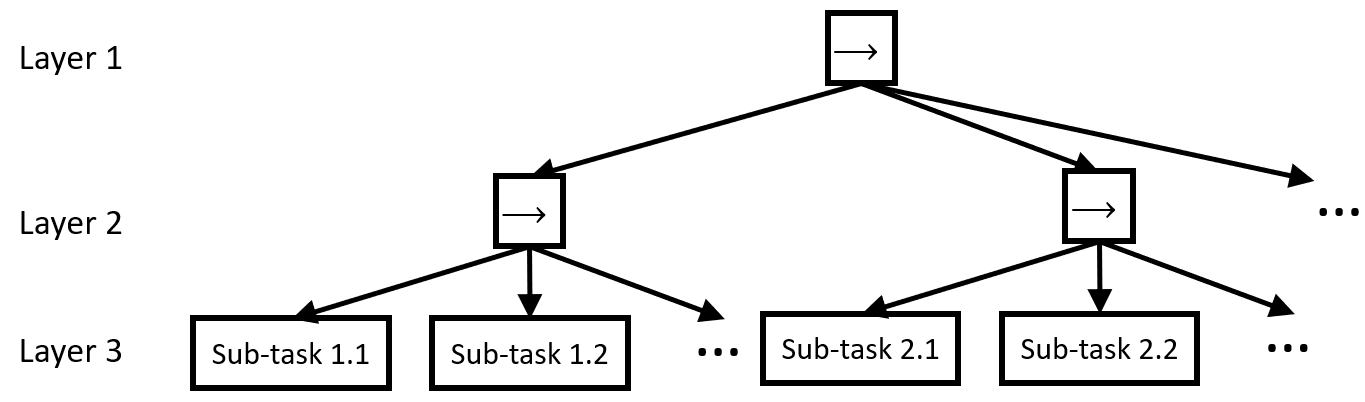 Layer 1
→
Layer 2
→
→
...
Layer 3
Sub-task 1.1
Sub-task 1.2
...
Sub-task 2.1
Sub-task 2.2
...